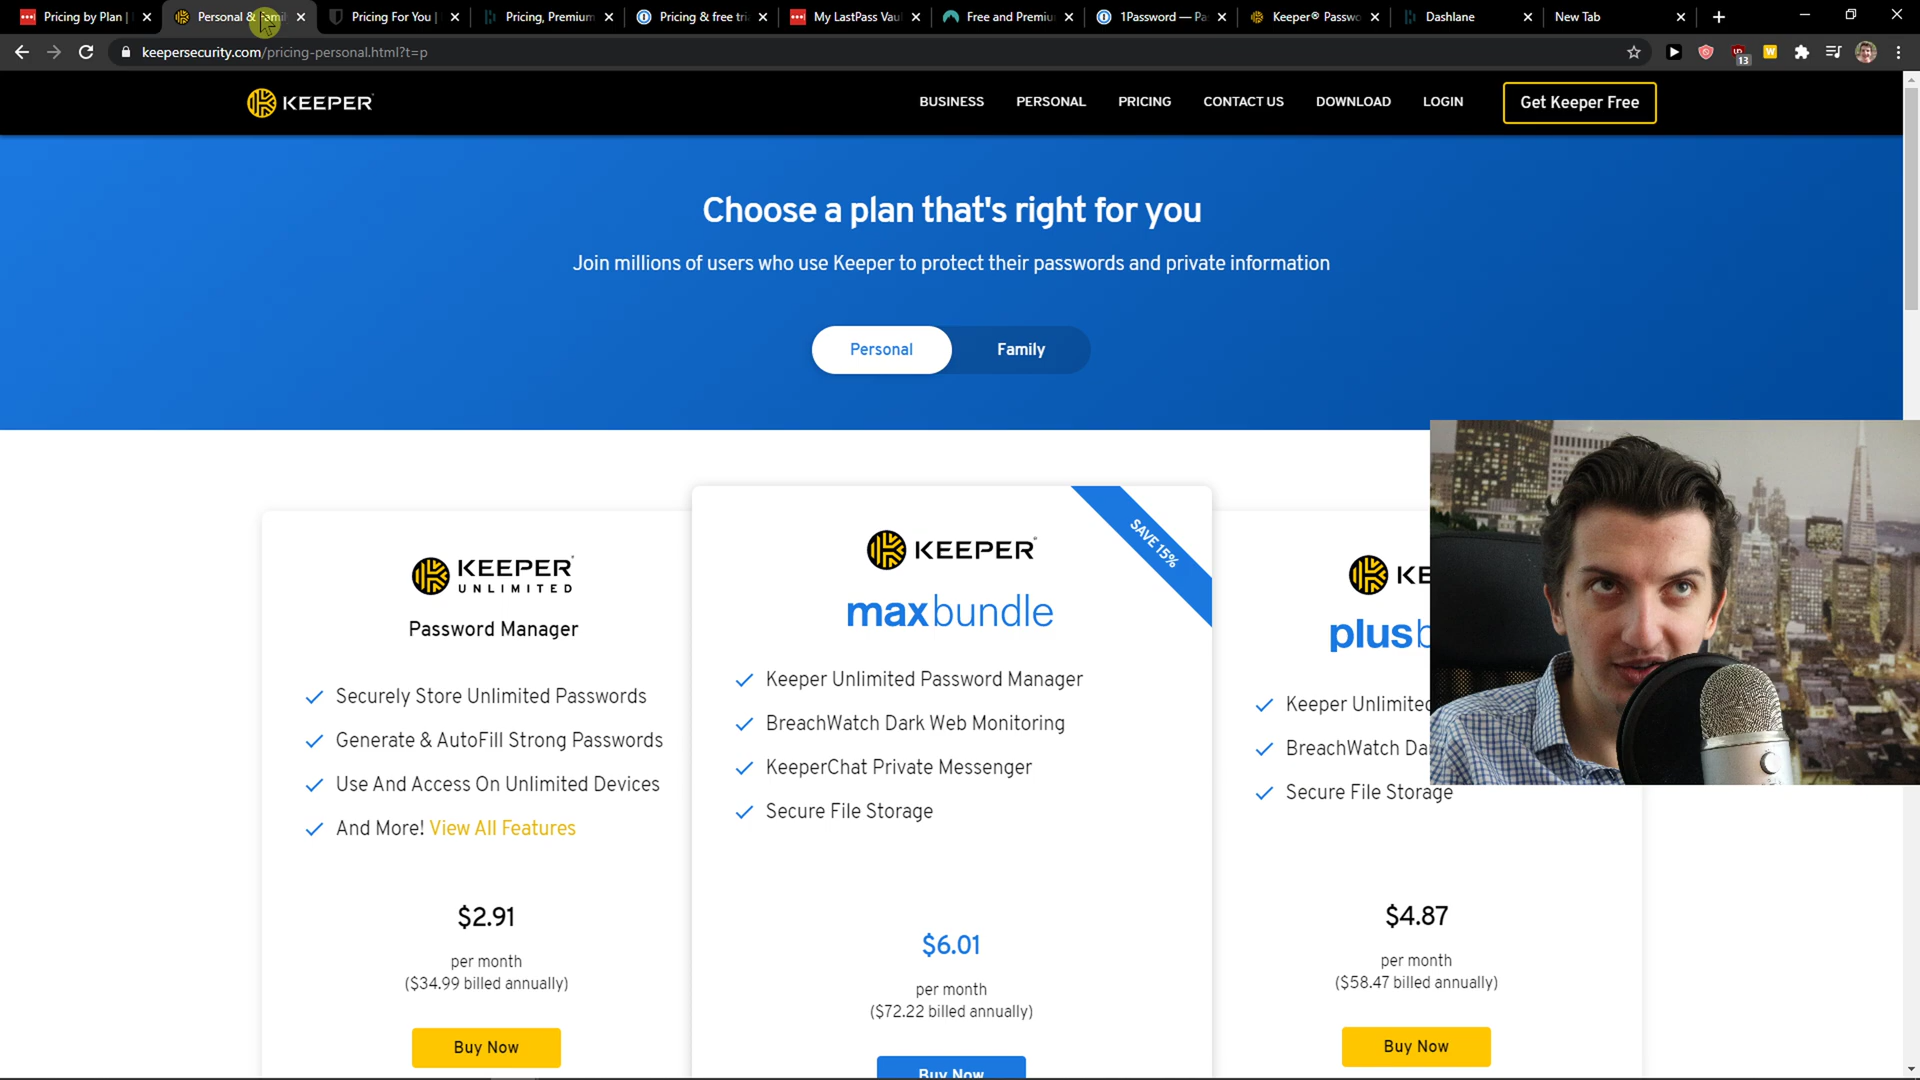 Pricing by Plan |
Personal & Famil
Pricing For You |
Pricing, Premium
Pricing & free tri
My LastPass Vau
Free and Premiu
1Password — Pa
Keeper® Passwo
Dashlane
New Tab
keepersecurity.com/pricing-personal.html?t=p
13
KEEPER
BUSINESS
PERSONAL
PRICING
CONTACT US
DOWNLOAD
LOGIN
Get Keeper Free
Choose a plan that's right for you
Join millions of users who use Keeper to protect their passwords and private information
Personal
Family
KEEPER
UNLIMITED
Password Manager
Securely Store Unlimited Passwords
Generate & AutoFill Strong Passwords
Use And Access On Unlimited Devices
And More! View All Features
$2.91
per month
($34.99 billed annually)
Buy Now
SAVE 15%
KEEPER
maxbundle
Keeper Unlimited Password Manager
BreachWatch Dark Web Monitoring
KeeperChat Private Messenger
Secure File Storage
$6.01
per month
($72.22 billed annually)
Buy Now
KE
plusb
Keeper Unlimited
BreachWatch Da
Secure File Storage
$4.87
per month
($58.47 billed annually)
Buy Now